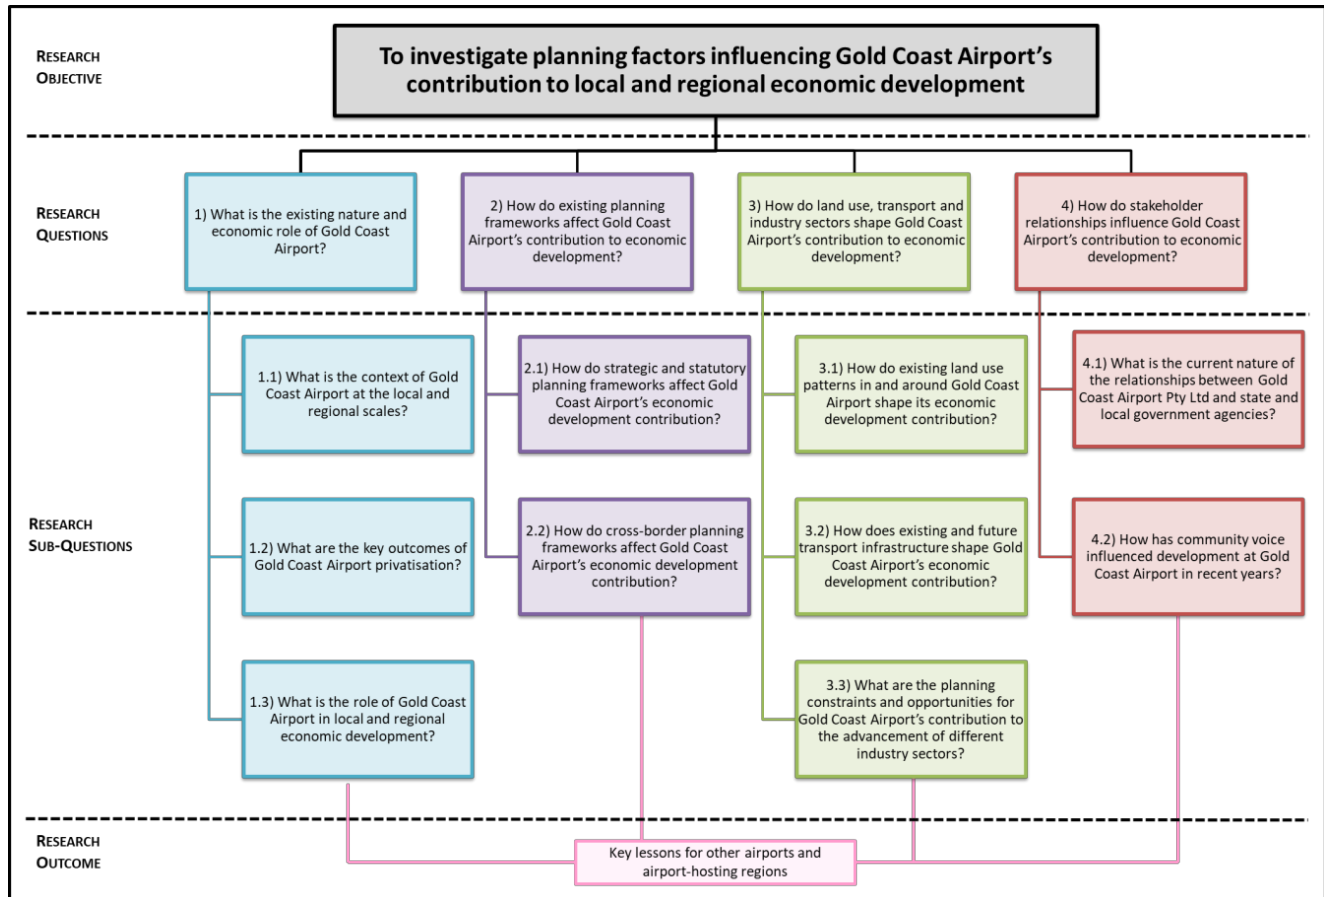 RESEARCH
OBJECTIVE
To investigate planning factors influencing Gold Coast Airport's
contribution to local and regional economic development
RESEARCH
QUESTIONS
1) What is the existing nature and
economic role of Gold Coast
Airport?
2) How do existing planning
frameworks affect Gold Coast
Airport's contribution to economic
development?
3) How do land use, transport and
industry sectors shape Gold Coast
Airport's contribution to economic
development?
4) How do stakeholder
relationships influence Gold Coast
Airport's contribution to economic
development?
RESEARCH
SUB-QUESTIONS
1.1) What is the context of Gold
Coast Airport at the local and
regional scales?
2.1) How do strategic and statutory
planning frameworks affect Gold
Coast Airport's economic
development contribution?
3.1) How do existing land use
patterns in and around Gold Coast
Airport shape its economic
development contribution?
4.1) What is the current nature of
the relationships between Gold
Coast Airport Pty Ltd and state and
local government agencies?
1.2) What are the key outcomes of
Gold Coast Airport privatisation?
2.2) How do cross-border planning
frameworks affect Gold Coast
Airport's economic development
contribution?
3.2) How does existing and future
transport infrastructure shape Gold
Coast Airport's economic
development contribution?
4.2) How has community voice
influenced development at Gold
Coast Airport in recent years?
1.3) What is the role of Gold Coast
Airport in local and regional
economic development?
3.3) What are the planning
constraints and opportunities for
Gold Coast Airport's contribution to
the advancement of different
industry sectors?
RESEARCH
OUTCOME
Key lessons for other airports and
airport-hosting regions